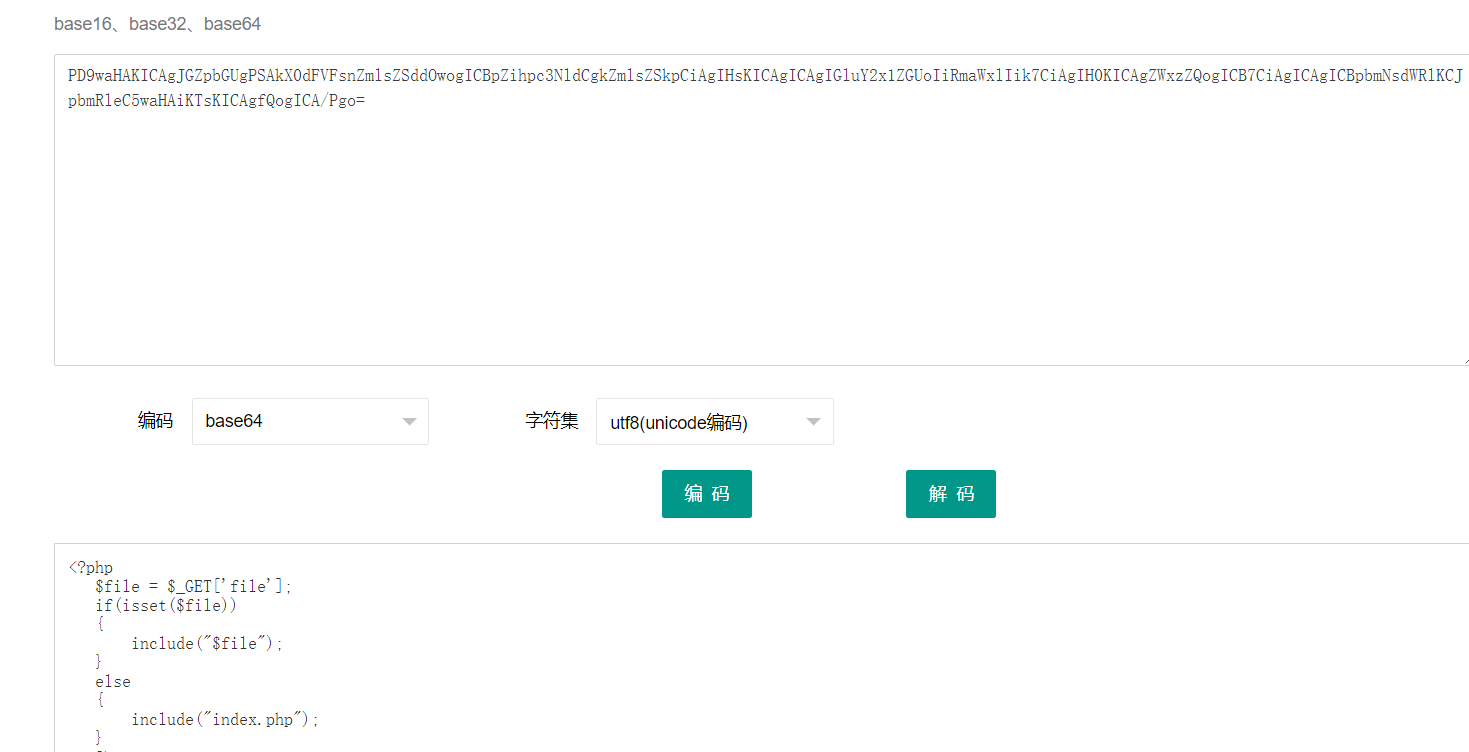 base16、base32、base64
PD9waHAKICAgJGZpbGUgPSAkX0dFVFsnZmlsZSddOwogICBpZihpc3NldCgkZmlsZSkpCiAgIHsKICAgICAgIGluY2x1ZGUoIiRmaWxlIik7CiAgIH0KICAgZWxzZQogICB7CiAgICAgICBpbmNsdWRlKCJ
pbmRleC5waHAiKTsKICAgfQogICA/Pgo=
编码 base64 字符集 utf8(unicode编码)
编 码 解 码
<?php
$file = $_GET['file'];
if(isset($file))
{
include("$file");
}
else
{
include("index.php");
}